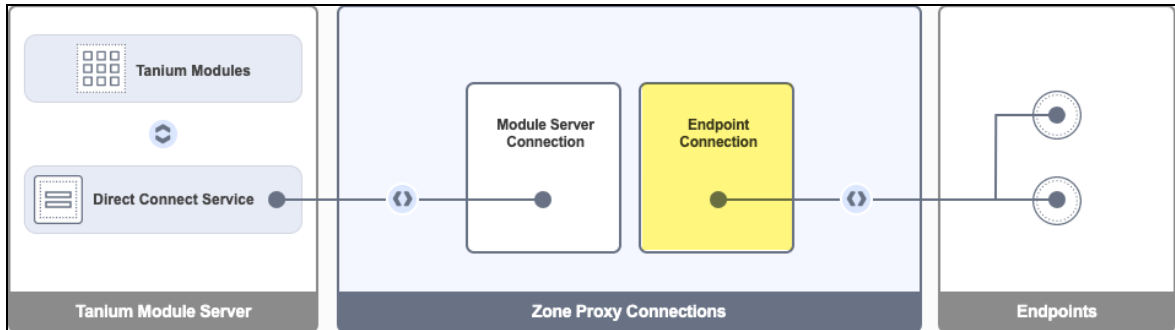 Tanium Modules
Direct Connect Service
Tanium Module Server
Module Server
Connection
Endpoint
Connection
Zone Proxy Connections
Endpoints